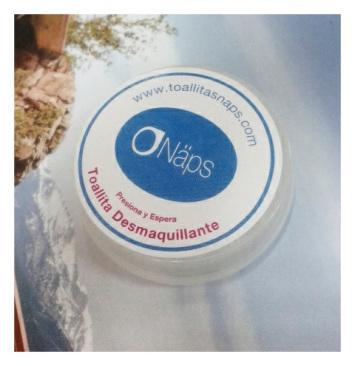 www.toallitasnaps.com
Näps
Presiona y Espera
Toallita Desmaquillante